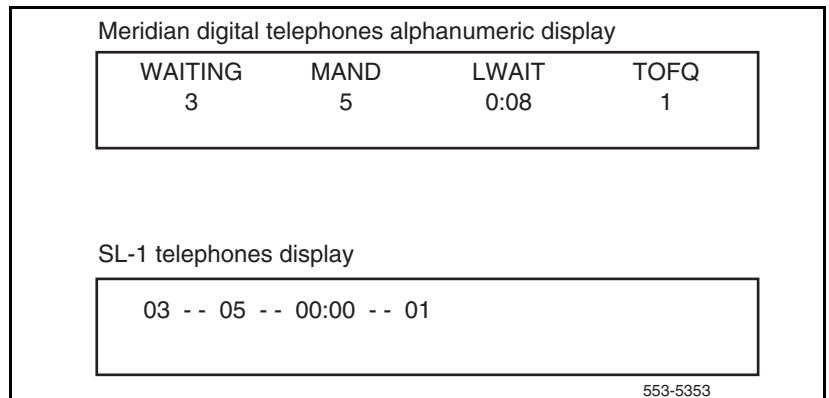 Meridian digital telephones alphanumeric display
WAITING MAND LWAIT TOFQ
3 5 0:08 1
SL-1 telephones display
03 - - 05 - - 00:00 - - 01
553-5353